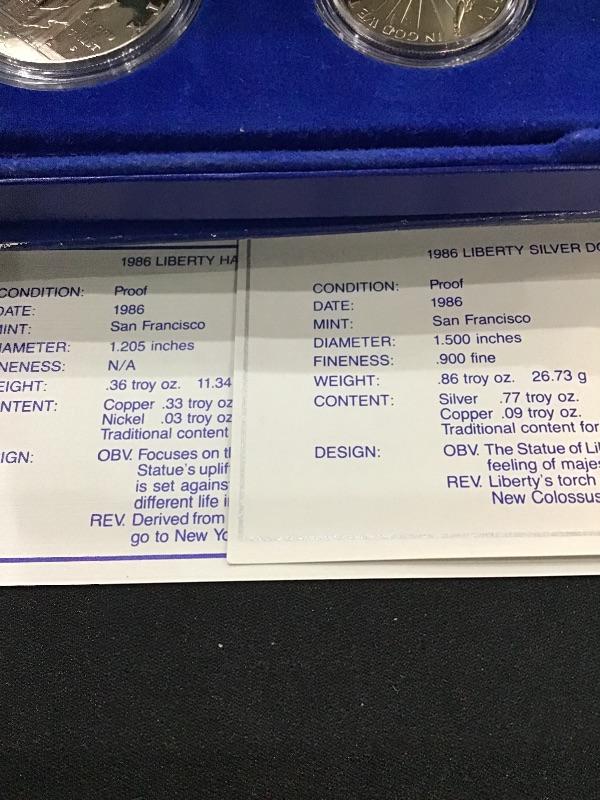 IN GOD WE
1986 LIBERTY HA
CONDITION: Proof
DATE: 1986
MINT: San Francisco
DIAMETER: 1.205 inches
NENESS: N/A
EIGHT: .36 troy oz. 11.34
NTENT: Copper .33 troy oz
Nickel .03 troy oz
Traditional content
IGN: OBV. Focuses on t
Statue's uplif
is set agains
different life i
REV. Derived from
go to New Yo
1986 LIBERTY SILVER DO
CONDITION: Proof
DATE: 1986
MINT: San Francisco
DIAMETER: 1.500 inches
FINENESS: .900 fine
WEIGHT: .86 troy oz. 26.73 g
CONTENT: Silver .77 troy oz.
Copper .09 troy oz.
Traditional content for
DESIGN: OBV. The Statue of Li
feeling of majes
REV. Liberty's torch
New Colossus